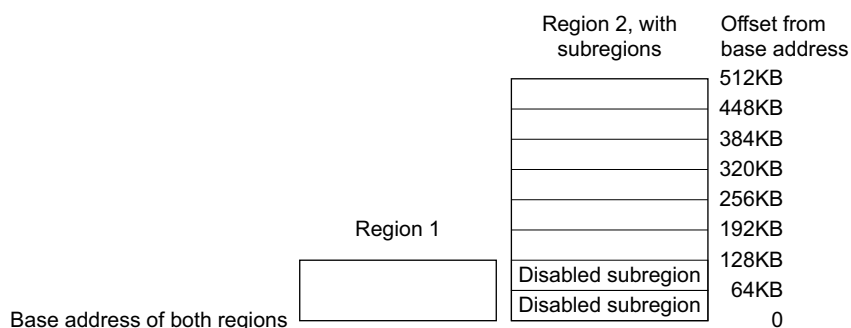 Region 2, with
subregions
Offset from
base address
512KB
448KB
384KB
320KB
256KB
192KB
Region 1
128KB
Disabled subregion
64KB
Disabled subregion
Base address of both regions
0